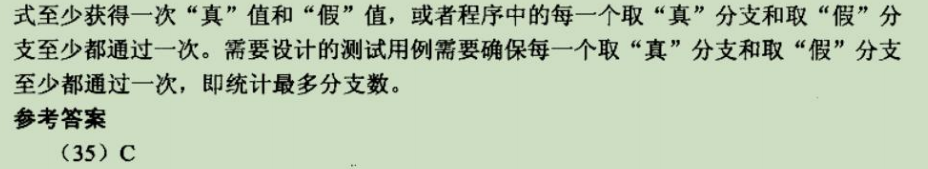 式至少获得一次“真”值和“假”值，或者程序中的每一个取“真”分支和取“假”分
支至少都通过一次。需要设计的测试用例需要确保每一个取“真”分支和取“假”分支
至少都通过一次，即统计最多分支数。
参考答案
（35）C